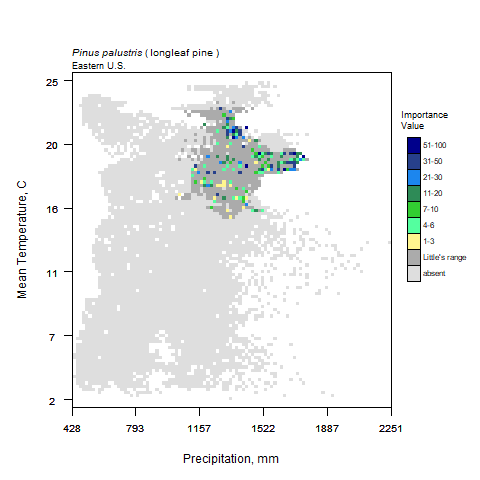 Pinus palustris ( longleaf pine )
Eastern U.S.
Importance
Value
51-100
31-50
21-30
11-20
7-10
4-6
1-3
Little's range
absent
25
20
16
11
7
2
Mean Temperature, C
428 793 1157 1522 1887 2251
Precipitation, mm